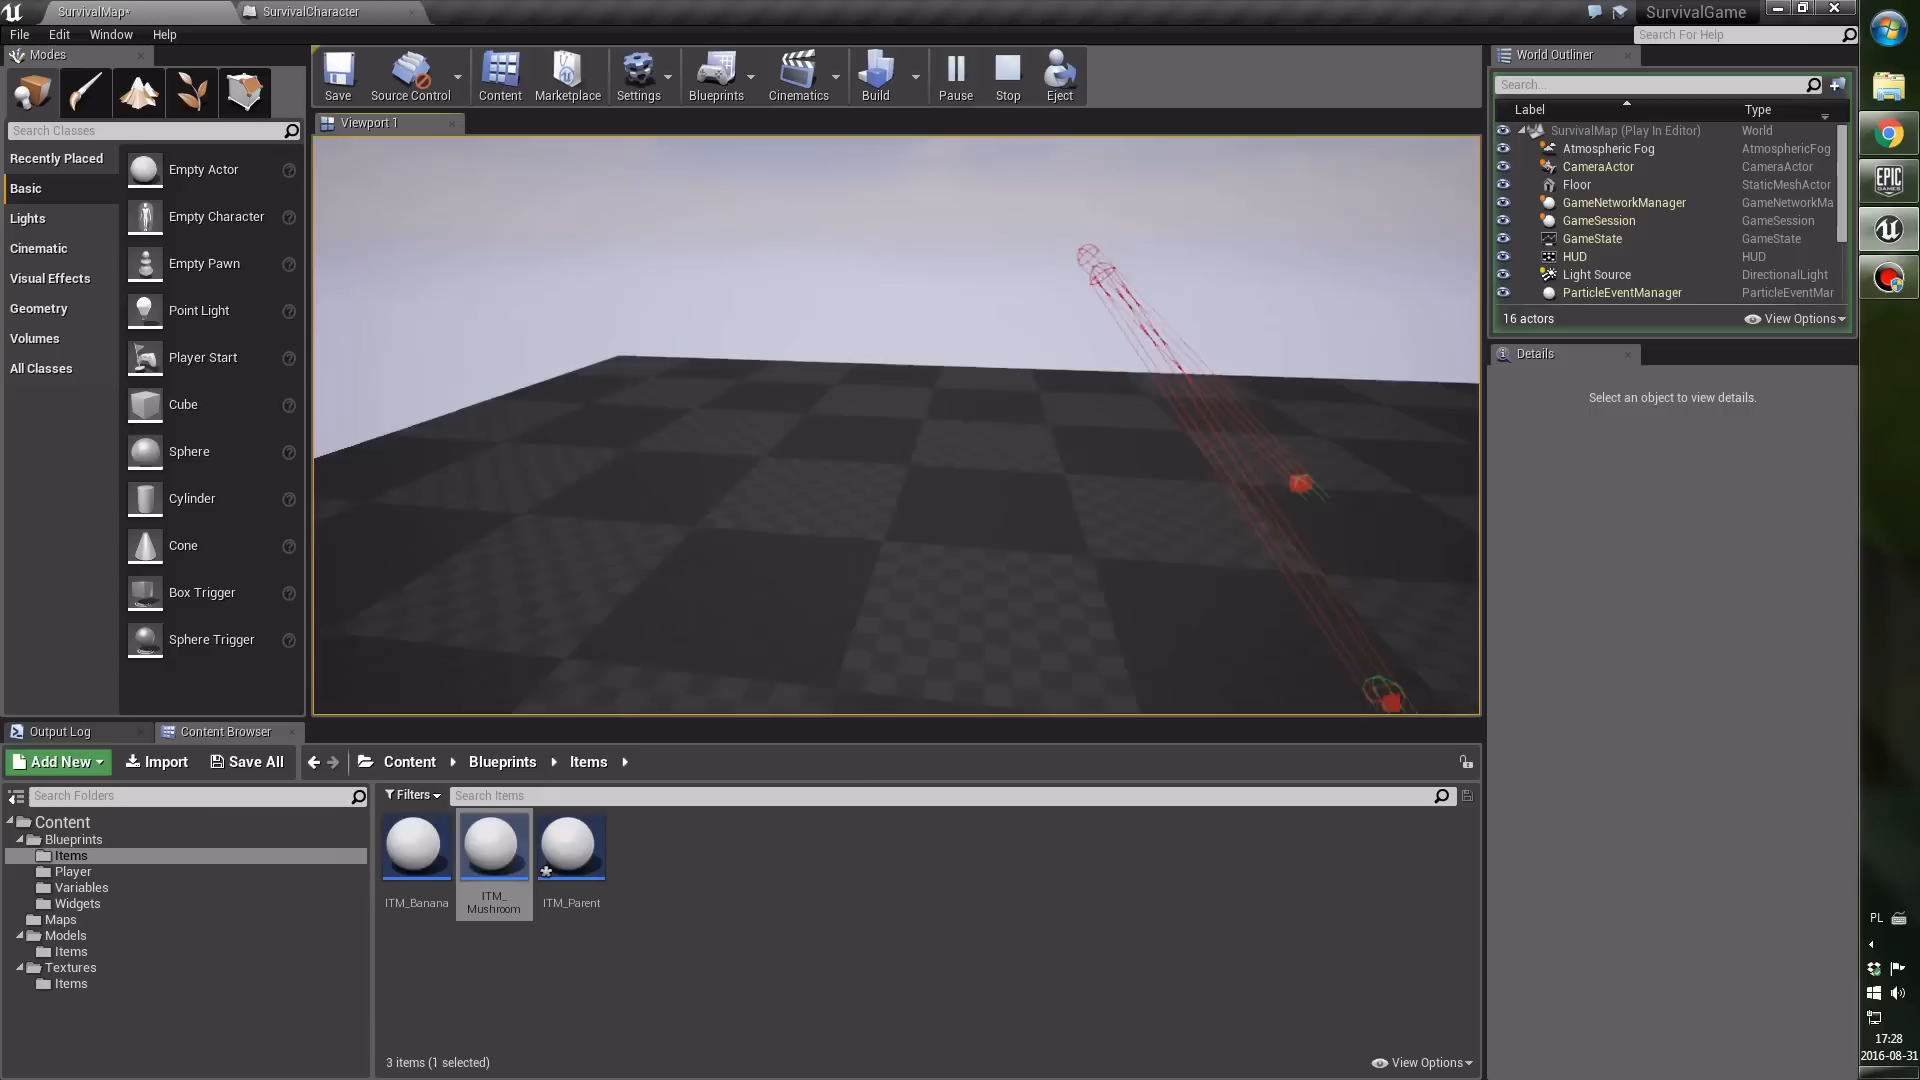 SurvivalMap*
SurvivalCharacter
SurvivalGame
File
Edit
Window
Help
Search For Help
Modes
Search Classes
Recently Placed
Basic
Lights
Cinematic
Visual Effects
Geometry
Volumes
All Classes
Empty Actor
Empty Character
Empty Pawn
Point Light
Player Start
Cube
Sphere
Cylinder
Cone
Box Trigger
Sphere Trigger
Save
Source Control
Content
Marketplace
Settings
Blueprints
Cinematics
Build
Pause
Stop
Eject
Viewport 1
World Outliner
Search...
Label
Type
SurvivalMap (Play In Editor)
World
Atmospheric Fog
AtmosphericFog
CameraActor
CameraActor
Floor
StaticMeshActor
GameNetworkManager
GameNetworkMa
GameSession
GameSession
GameState
GameState
HUD
HUD
Light Source
DirectionalLight
ParticleEventManager
ParticleEventMar
16 actors
View Options
Details
Select an object to view details.
Output Log
Content Browser
Add New
Import
Save All
Content
Blueprints
Items
Search Folders
Filters
Search Items
Content
Blueprints
Items
Player
Variables
Widgets
Maps
Models
Items
Textures
Items
ITM_Banana
ITM_
Mushroom
ITM_Parent
3 items (1 selected)
View Options
EPIC
GAMES
PL
17:28
2016-08-31